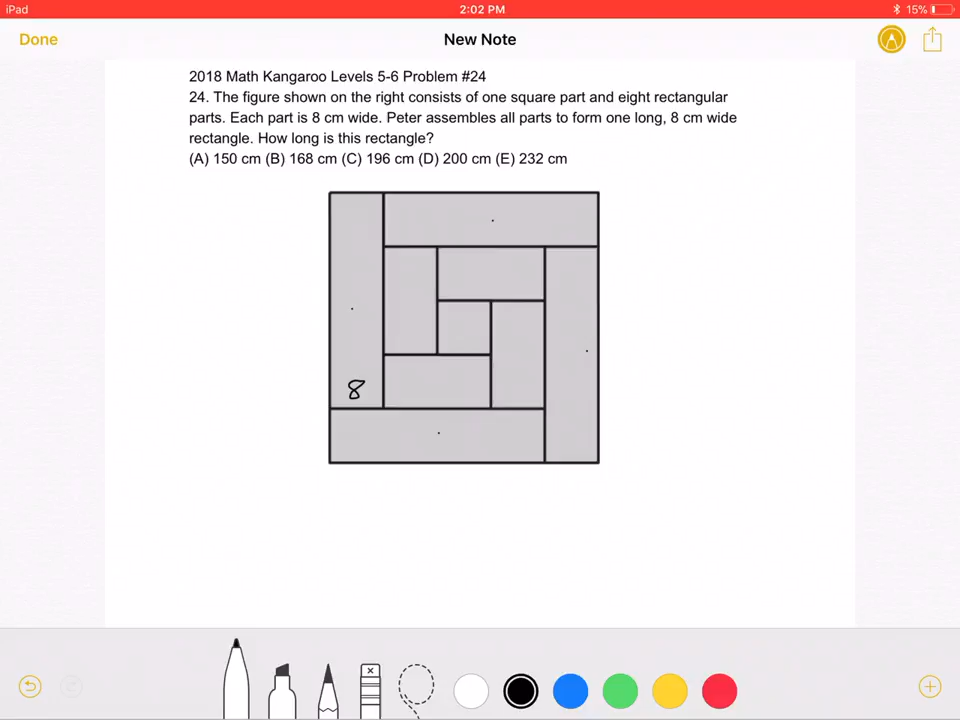 iPad
2:02 PM
15%
Done
New Note
2018 Math Kangaroo Levels 5-6 Problem #24
24. The figure shown on the right consists of one square part and eight rectangular
parts. Each part is 8 cm wide. Peter assembles all parts to form one long, 8 cm wide
rectangle. How long is this rectangle?
(A) 150 cm (B) 168 cm (C) 196 cm (D) 200 cm (E) 232 cm
8